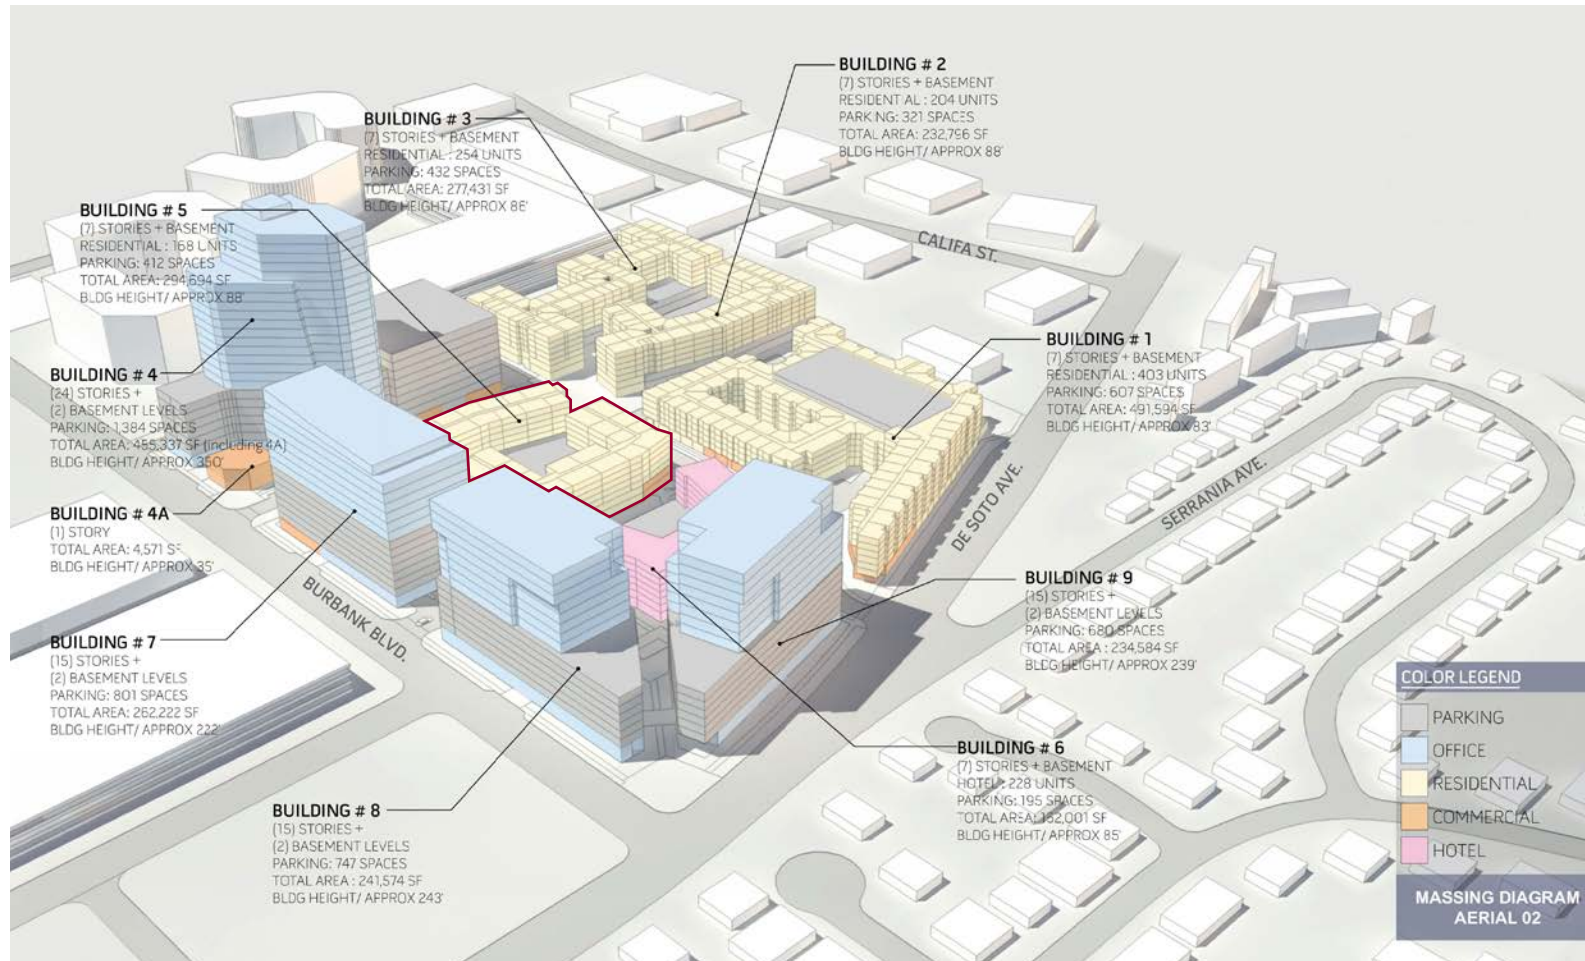 BUILDING # 2
(7) STORIES + BASEMENT
RESIDENT AL : 204 UNITS
PARKING: 321 SPACES
TOTAL AREA: 232,796 SF
BLDG HEIGHT/ APPROX 88'
BUILDING # 3
(7) STORIES + BASEMENT
RESIDENTIAL : 254 UNITS
PARKING: 432 SPACES
TOTAL AREA: 277,431 SF
BLDG HEIGHT/ APPROX 86'
BUILDING # 5
(7) STORIES + BASEMENT
RESIDENTIAL : 168 UNITS
PARKING: 412 SPACES
TOTAL AREA: 294,694 SF
BLDG HEIGHT/ APPROX 88'
CALIFA ST.
BUILDING # 1
(7) STORIES + BASEMENT
RESIDENTIAL : 403 UNITS
PARKING: 607 SPACES
TOTAL AREA: 491,594 SF
BLDG HEIGHT/ APPROX 83'
BUILDING # 4
(24) STORIES +
(2) BASEMENT LEVELS
PARKING: 1,384 SPACES
TOTAL AREA: 455,337 SF (including 4A)
BLDG HEIGHT/ APPROX 350'
BUILDING # 4A
(1) STORY
TOTAL AREA: 4,571 SF
BLDG HEIGHT/ APPROX 35'
DE SOTO AVE.
SERRANIA AVE.
BURBANK BLVD.
BUILDING # 9
(15) STORIES +
(2) BASEMENT LEVELS
PARKING: 680 SPACES
TOTAL AREA: 234,584 SF
BLDG HEIGHT/ APPROX 239'
BUILDING # 7
(15) STORIES +
(2) BASEMENT LEVELS
PARKING: 801 SPACES
TOTAL AREA: 262,222 SF
BLDG HEIGHT/ APPROX 222'
BUILDING # 6
(7) STORIES + BASEMENT
HOTEL : 228 UNITS
PARKING: 195 SPACES
TOTAL AREA: SF
BLDG HEIGHT/ APPROX 85'
BUILDING # 8
(15) STORIES +
(2) BASEMENT LEVELS
PARKING: 747 SPACES
TOTAL AREA : 241,574 SF
BLDG HEIGHT/ APPROX 243'
COLOR LEGEND
PARKING
OFFICE
RESIDENTIAL
COMMERCIAL
HOTEL
MASSING DIAGRAM
AERIAL 02